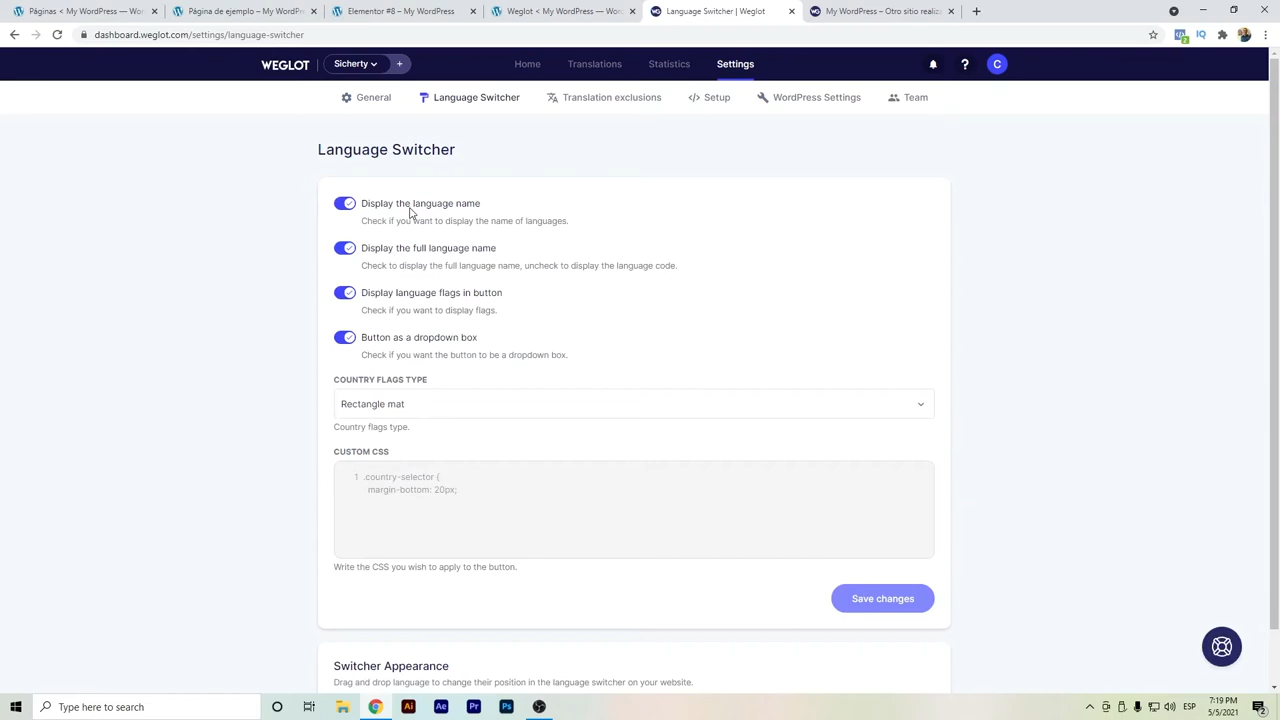 My WordPress — WordPress
Página de ejemplo – My WordPress
Elementor #8 – My WordPress
Weglot < My WordPress — Word
Language Switcher | Weglot
My WordPress – Otro sitio realiz
dashboard.weglot.com/settings/language-switcher
WEGLOT
Sicherty
+
Home
Translations
Statistics
Settings
?
C
General
Language Switcher
Translation exclusions
Setup
WordPress Settings
Team
Language Switcher
Display the language name
Check if you want to display the name of languages.
Display the full language name
Check to display the full language name, uncheck to display the language code.
Display language flags in button
Check if you want to display flags.
Button as a dropdown box
Check if you want the button to be a dropdown box.
COUNTRY FLAGS TYPE
Rectangle mat
Country flags type.
CUSTOM CSS
1 .country-selector {
margin-bottom: 20px;
Write the CSS you wish to apply to the button.
Save changes
Switcher Appearance
Drag and drop language to change their position in the language switcher on your website.
Type here to search
Ai
Ae
Pr
Ps
ESP
7:19 PM
5/5/2021
2